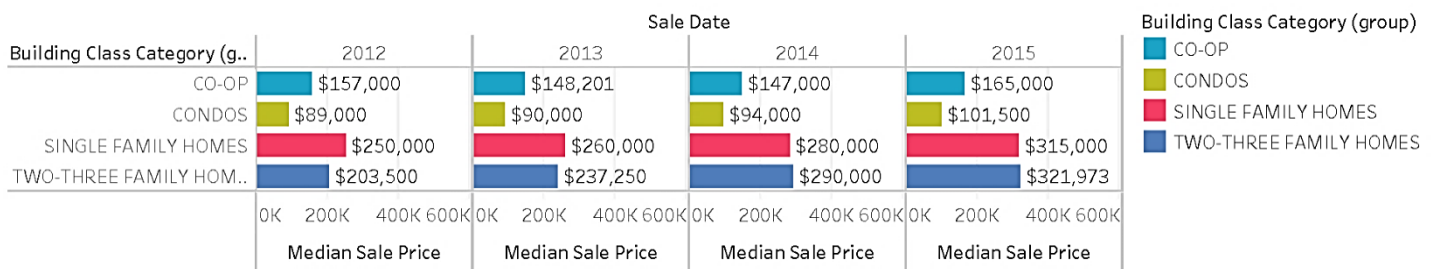 Sale Date
Building Class Category (g.. 2012 2013 2014 2015
CO-OP $157,000 $148,201 $147,000 $165,000
CONDOS $89,000 $90,000 $94,000 $101,500
SINGLE FAMILY HOMES $250,000 $260,000 $280,000 $315,000
TWO-THREE FAMILY HOM.. $203,500 $237,250 $290,000 $321,973
0K 200K 400K 600K 0K 200K 400K 600K 0K 200K 400K 600K 0K 200K 400K 600K
Median Sale Price Median Sale Price Median Sale Price Median Sale Price
Building Class Category (group)
CO-OP
CONDOS
SINGLE FAMILY HOMES
TWO-THREE FAMILY HOMES